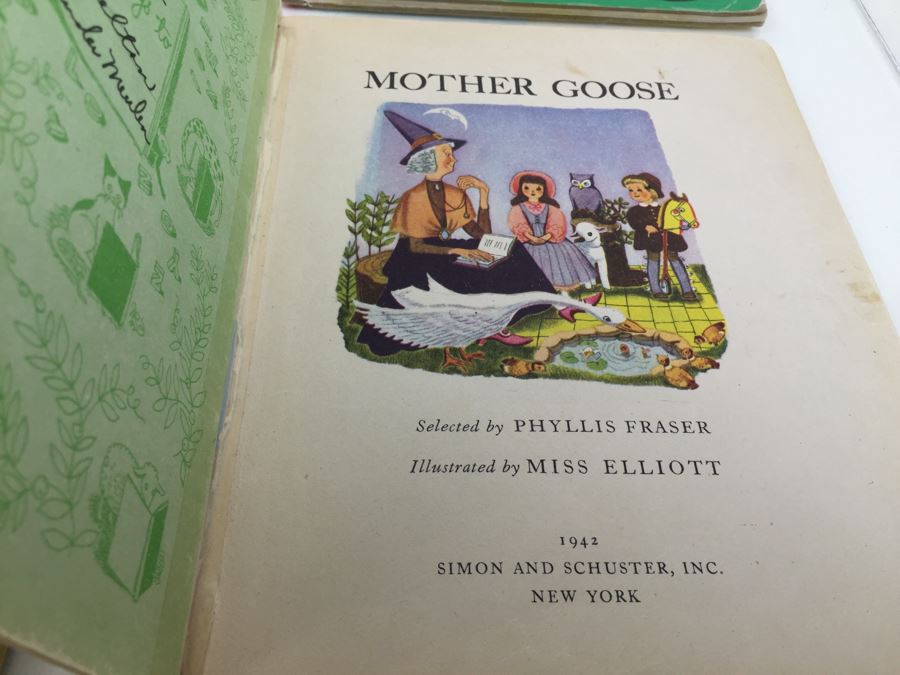 MOTHER GOOSE
Selected by PHYLLIS FRASER
Illustrated by MISS ELLIOTT
1942
SIMON AND SCHUSTER, INC.
NEW YORK